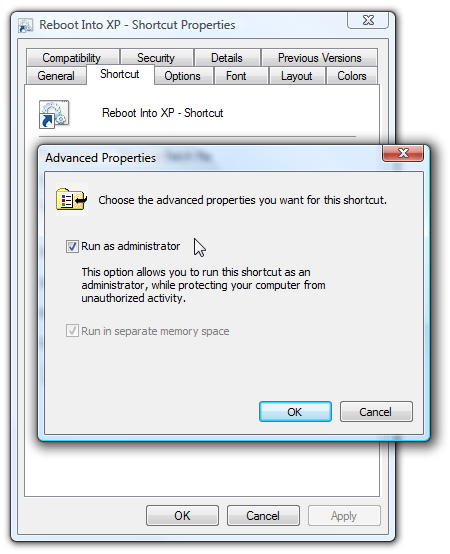 Reboot Into XP - Shortcut Properties
Compatibility Security Details Previous Versions
General Shortcut Options Font Layout Colors
Reboot Into XP - Shortcut
Advanced Properties
Choose the advanced properties you want for this shortcut.
Run as administrator
This option allows you to run this shortcut as an
administrator, while protecting your computer from
unauthorized activity.
Run in separate memory space
OK Cancel
OK Cancel Apply